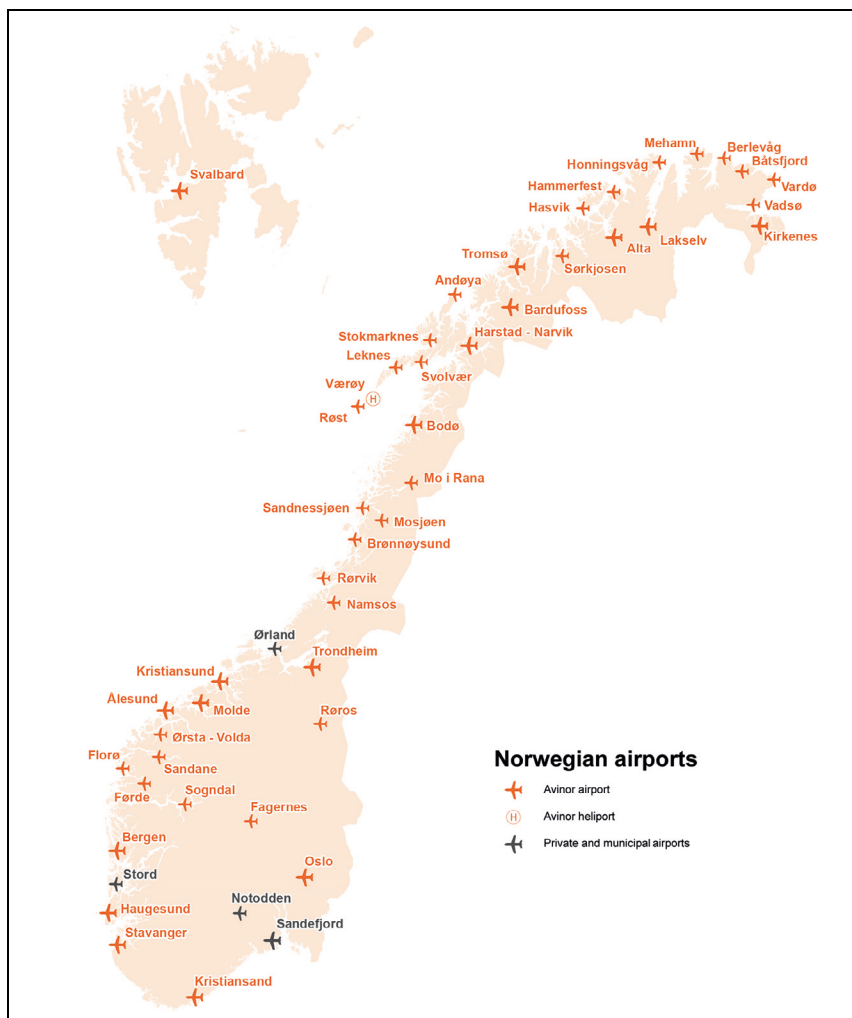 Svalbard
Mehamn
Berlevåg
Honningsvåg
Båtsfjord
Hammerfest
Vardø
Hasvik
Vadsø
Kirkenes
Lakselv
Alta
Tromsø
Sørkjosen
Andøya
Bardufoss
Stokmarknes
Harstad - Narvik
Leknes
Svolvær
Værøy
H
Røst
Bodø
Mo i Rana
Sandnessjøen
Mosjøen
Brønnøysund
Rørvik
Namsos
Ørland
Trondheim
Kristiansund
Ålesund
Molde
Røros
Ørsta - Volda
Florø
Sandane
Førde
Sogndal
Fagernes
Bergen
Oslo
Stord
Notodden
Haugesund
Sandefjord
Stavanger
Kristiansand
Norwegian airports
Avinor airport
H
Avinor heliport
Private and municipal airports